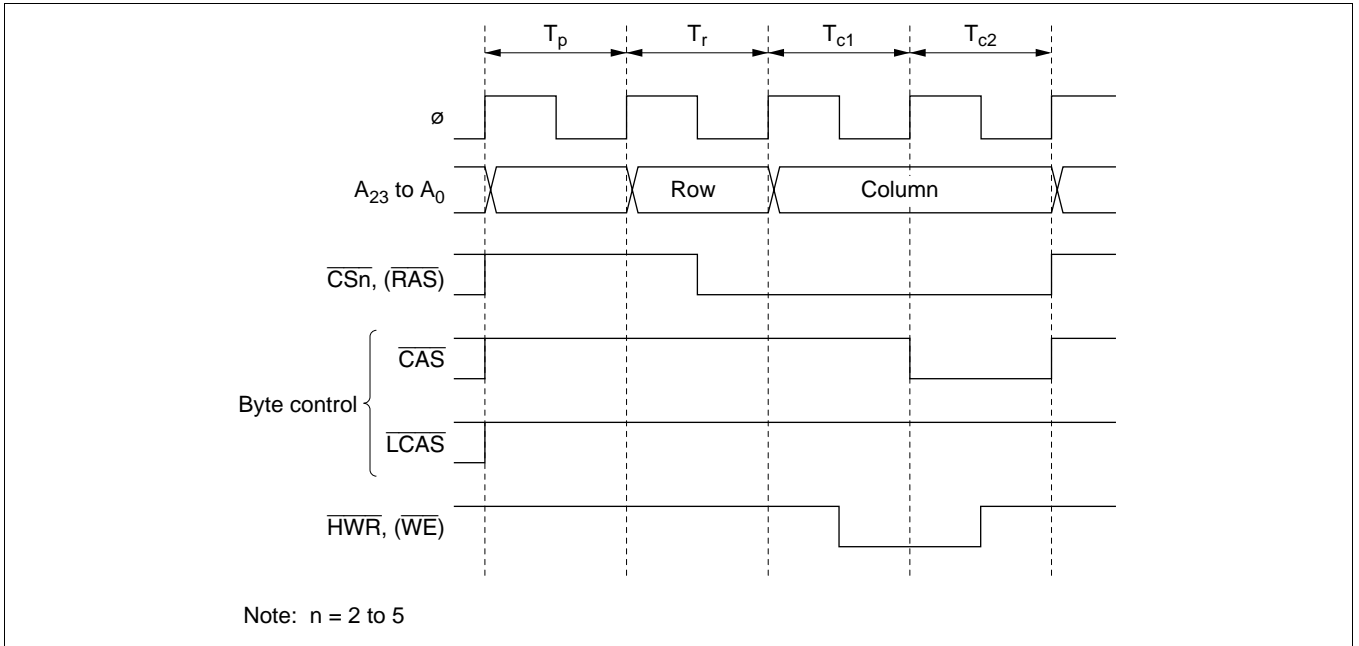 Tp Tr Tc1 Tc2
ø
A23 to A0 Row Column
CSn, (RAS)
CAS
Byte control
LCAS
HWR, (WE)
Note: n = 2 to 5